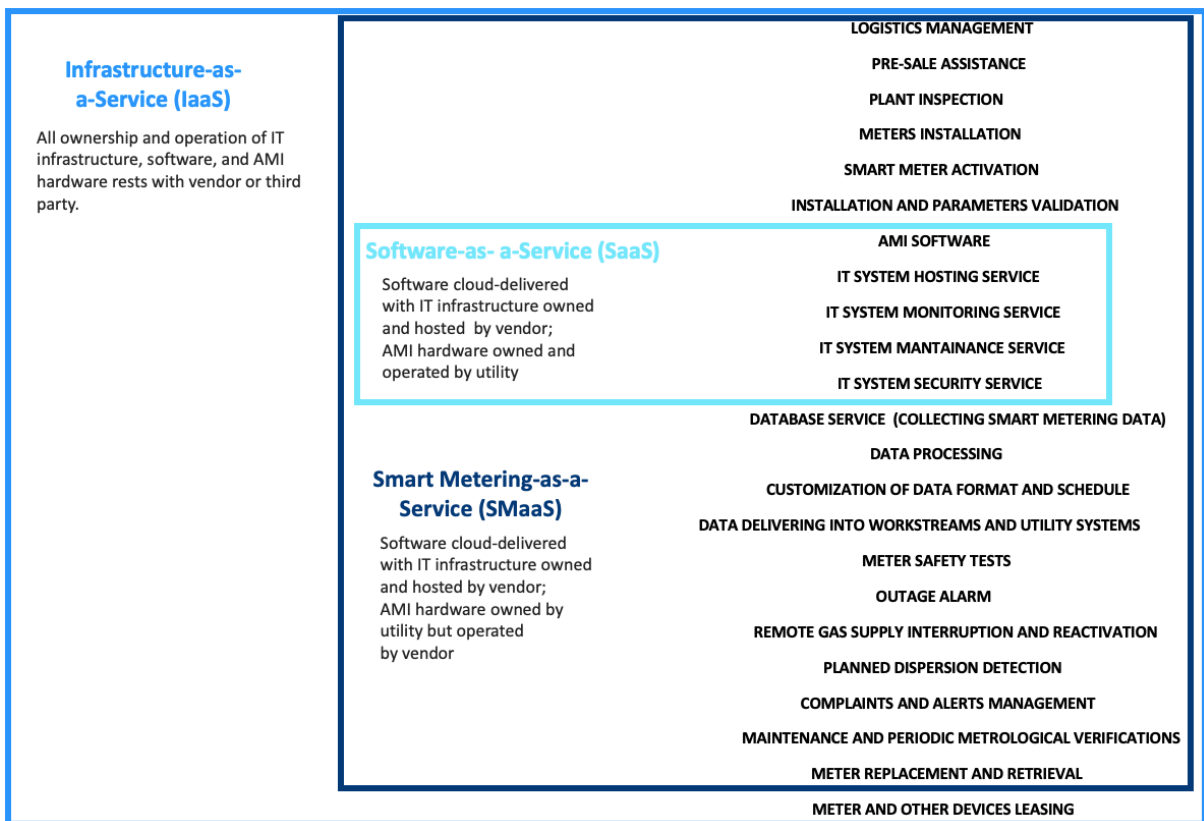 Infrastructure-as-
a-Service (IaaS)
All ownership and operation of IT
infrastructure, software, and AMI
hardware rests with vendor or third
party.
LOGISTICS MANAGEMENT
PRE-SALE ASSISTANCE
PLANT INSPECTION
METERS INSTALLATION
SMART METER ACTIVATION
INSTALLATION AND PARAMETERS VALIDATION
Software-as- a-Service (SaaS)
Software cloud-delivered
with IT infrastructure owned
and hosted  by vendor;
AMI hardware owned and
operated by utility
AMI SOFTWARE
IT SYSTEM HOSTING SERVICE
IT SYSTEM MONITORING SERVICE
IT SYSTEM MANTAINANCE SERVICE
IT SYSTEM SECURITY SERVICE
Smart Metering-as-a-
Service (SMaaS)
Software cloud-delivered
with IT infrastructure owned
and hosted by vendor;
AMI hardware owned by
utility but operated
by vendor
DATABASE SERVICE  (COLLECTING SMART METERING DATA)
DATA PROCESSING
CUSTOMIZATION OF DATA FORMAT AND SCHEDULE
DATA DELIVERING INTO WORKSTREAMS AND UTILITY SYSTEMS
METER SAFETY TESTS
OUTAGE ALARM
REMOTE GAS SUPPLY INTERRUPTION AND REACTIVATION
PLANNED DISPERSION DETECTION
COMPLAINTS AND ALERTS MANAGEMENT
MAINTENANCE AND PERIODIC METROLOGICAL VERIFICATIONS
METER REPLACEMENT AND RETRIEVAL
METER AND OTHER DEVICES LEASING